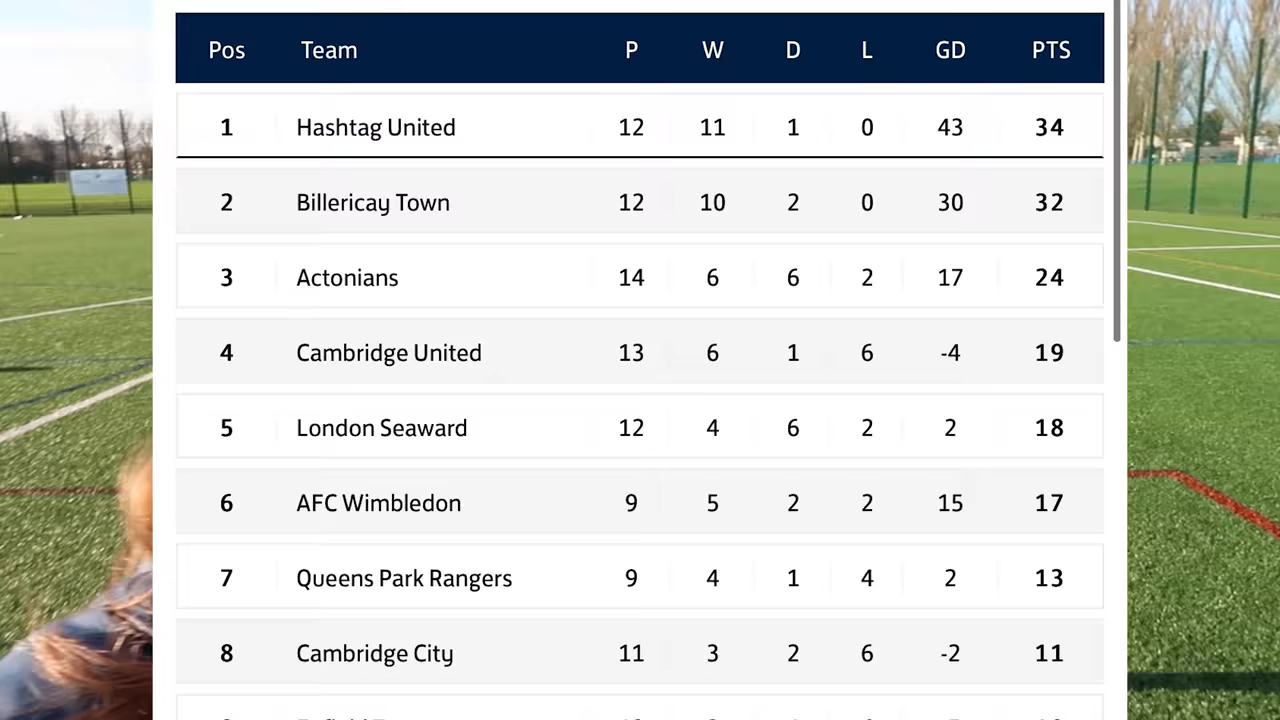 Pos Team P W D L GD PTS
1 Hashtag United 12 11 1 0 43 34
2 Billericay Town 12 10 2 0 30 32
3 Actonians 14 6 6 2 17 24
4 Cambridge United 13 6 1 6 -4 19
5 London Seaward 12 4 6 2 2 18
6 AFC Wimbledon 9 5 2 2 15 17
7 Queens Park Rangers 9 4 1 4 2 13
8 Cambridge City 11 3 2 6 -2 11